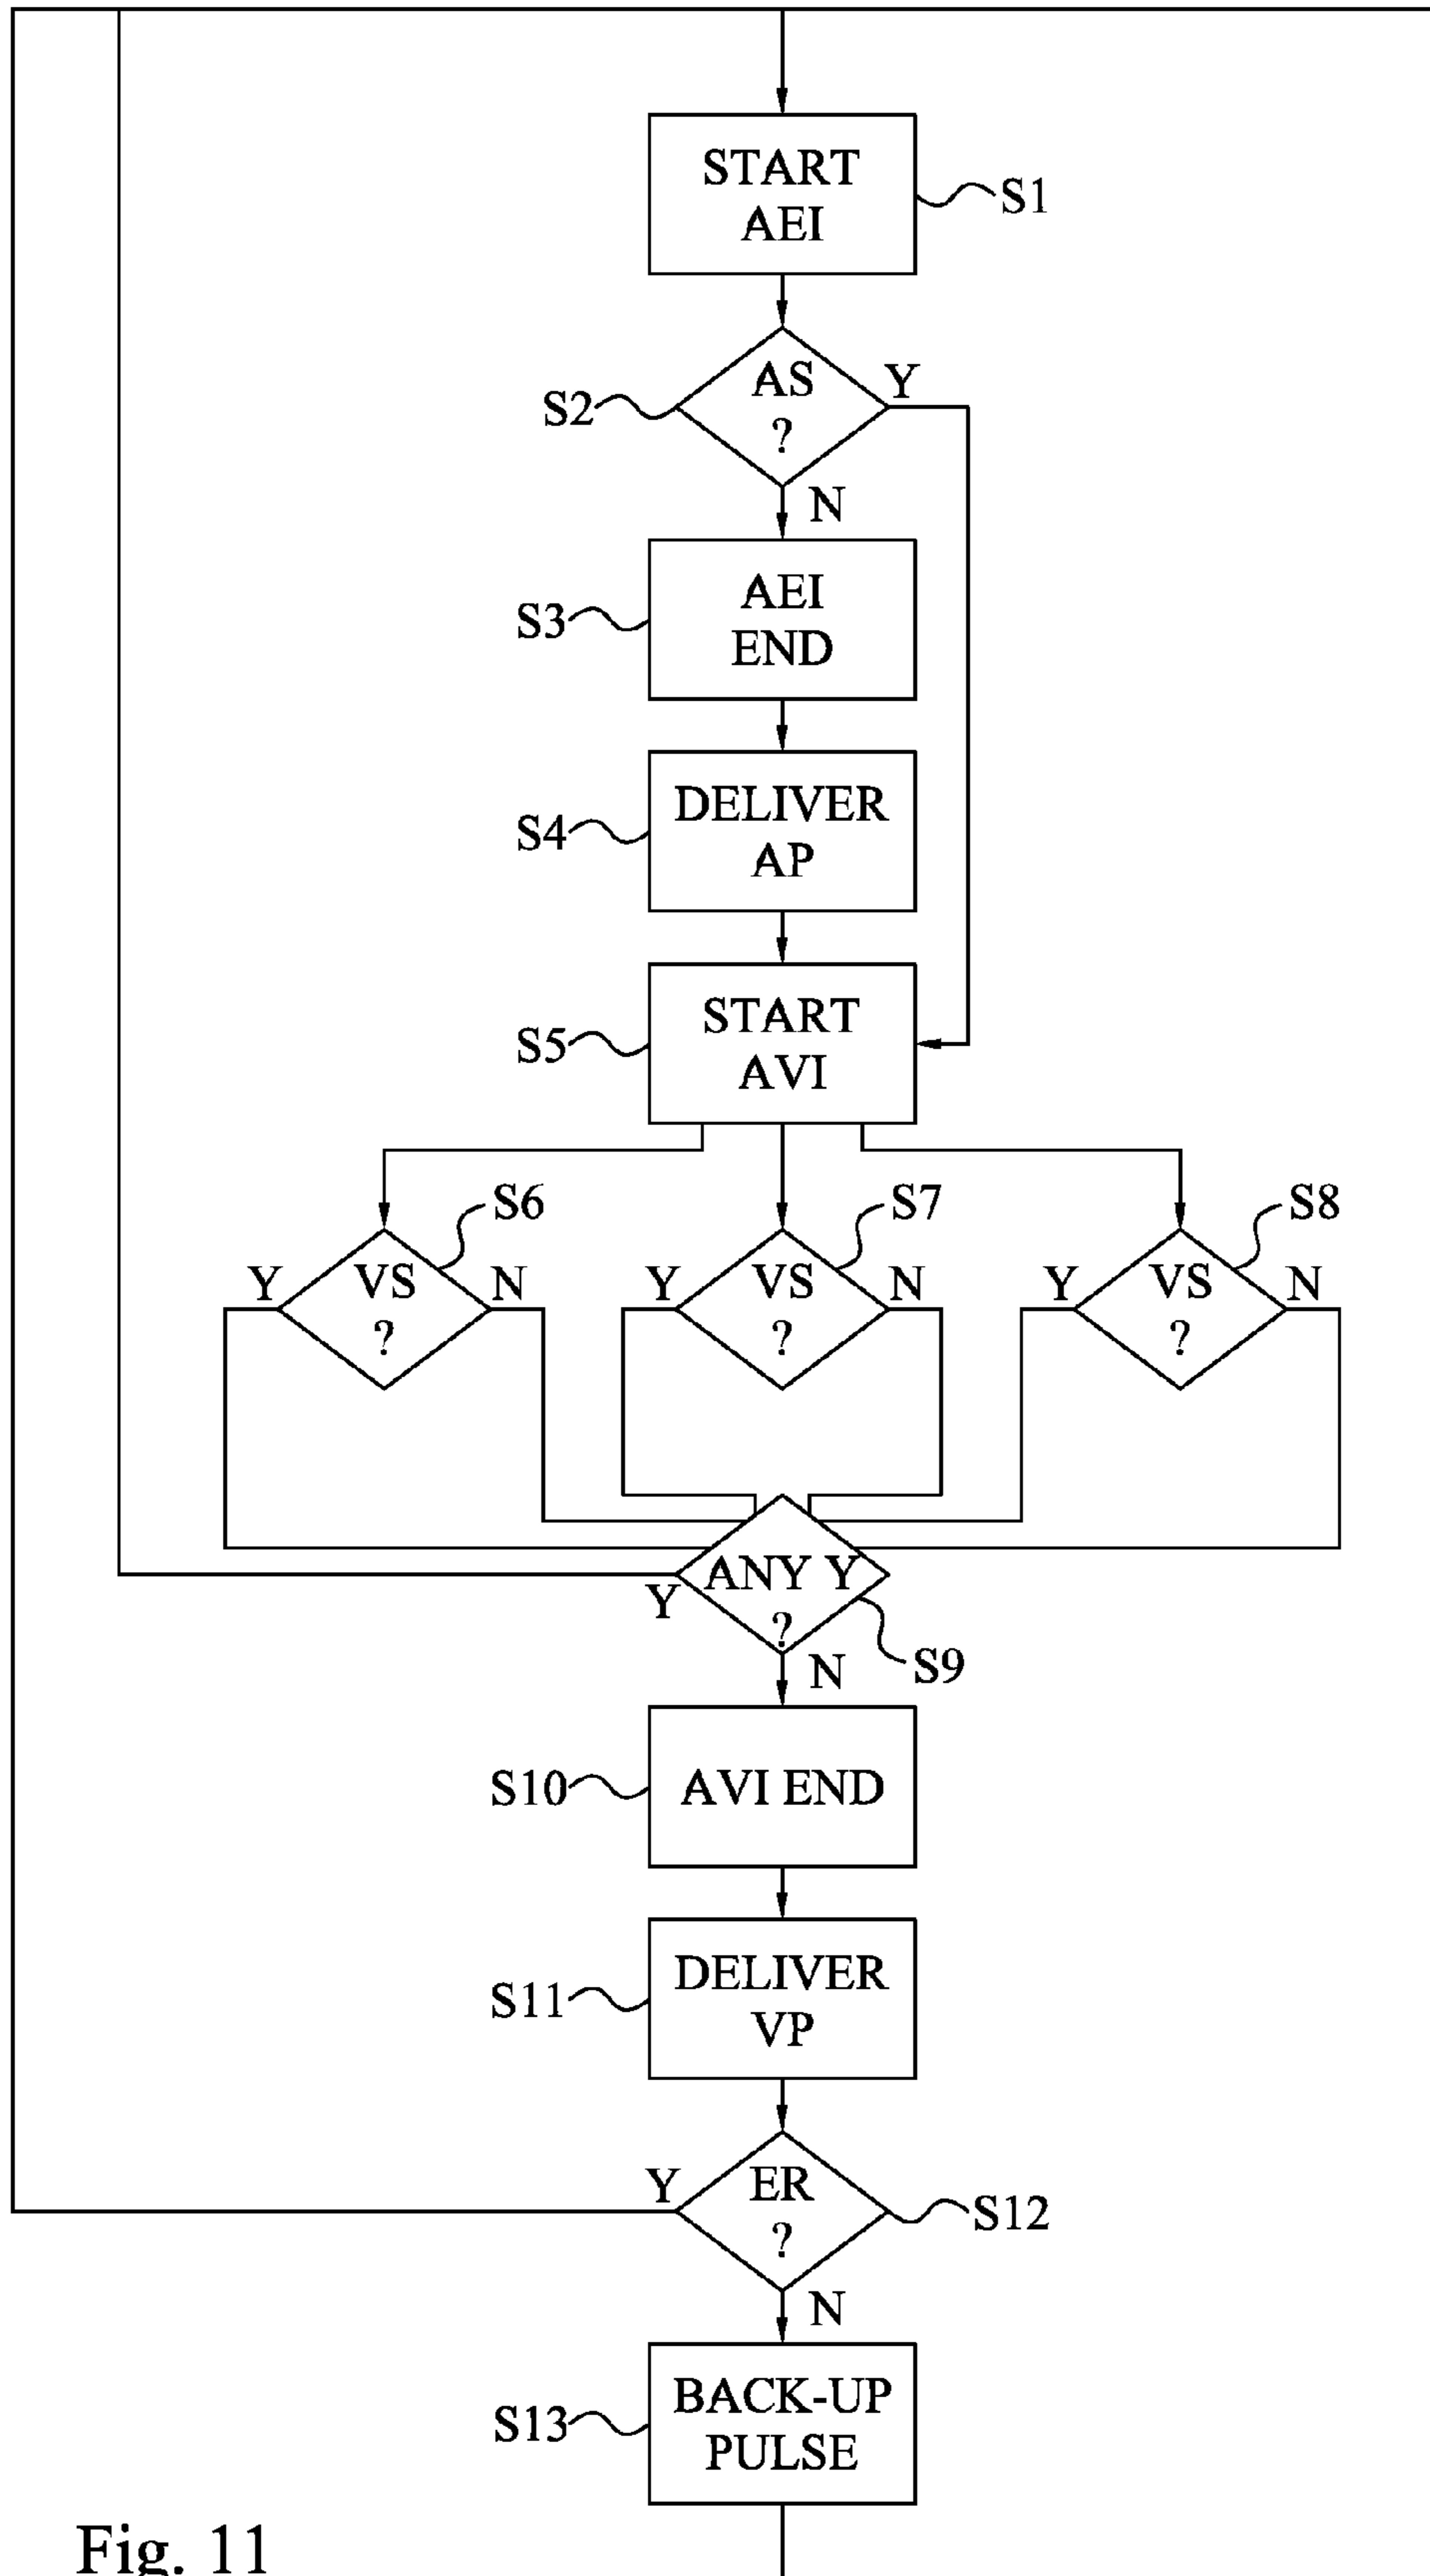 START
AEI
S1
AS
?
Y
S2
N
AEI
END
S3
DELIVER
AP
S4
START
AVI
S5
S6
S7
S8
Y
VS
?
N
Y
VS
?
N
Y
VS
?
N
ANY Y
?
Y
N
S9
AVI END
S10
DELIVER
VP
S11
ER
?
Y
S12
N
BACK-UP
PULSE
S13
Fig. 11